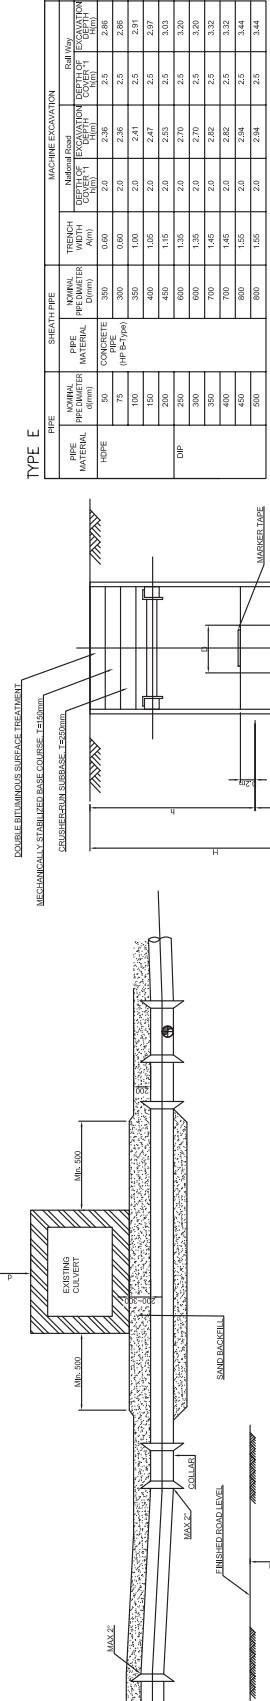 TYPE E
PIPE SHEATH PIPE MACHINE EXCAVATION
National Road Rail Way
PIPE MATERIAL NOMINAL PIPE DIAMETER d(mm) PIPE MATERIAL NOMINAL PIPE DIAMETER D(mm) TRENCH WIDTH A(m) DEPTH OF COVER *1 h(m) EXCAVATION DEPTH H(m) DEPTH OF COVER *1 h(m) EXCAVATION DEPTH H(m)
HDPE 50 CONCRETE PIPE (HP B-Type) 350 0.60 2.0 2.36 2.5 2.86
75 300 0.60 2.0 2.36 2.5 2.86
100 350 1.00 2.0 2.41 2.5 2.91
150 400 1.05 2.0 2.47 2.5 2.97
200 450 1.15 2.0 2.53 2.5 3.03
DIP 250 600 1.35 2.0 2.70 2.5 3.20
300 600 1.35 2.0 2.70 2.5 3.20
350 700 1.45 2.0 2.82 2.5 3.32
400 700 1.45 2.0 2.82 2.5 3.32
450 800 1.55 2.0 2.94 2.5 3.44
500 800 1.55 2.0 2.94 2.5 3.44
DOUBLE BITUMINOUS SURFACE TREATMENT
MECHANICALLY STABILIZED BASE COURSE, T=150mm
CRUSHER-RUN SUBBASE, T=250mm
D
MARKER TAPE
h
H
d
Min. 500
EXISTING
CULVERT
Min. 500
200~300
SAND BACKFILL
COLLAR
MAX 2°
MAX 2°
FINISHED ROAD LEVEL